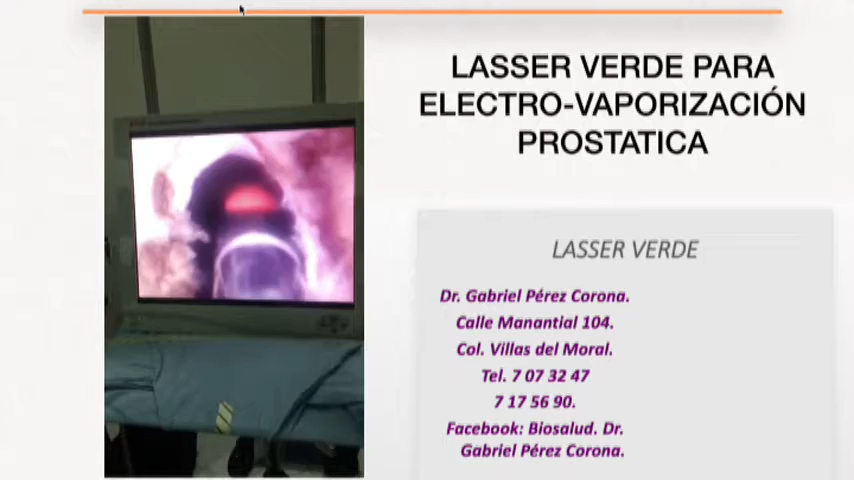 LASSER VERDE PARA
ELECTRO-VAPORIZACIÓN
PROSTATICA
LASSER VERDE
Dr. Gabriel Pérez Corona.
Calle Manantial 104.
Col. Villas del Moral.
Tel. 7 07 32 47
7 17 56 90.
Facebook: Biosalud. Dr.
Gabriel Pérez Corona.